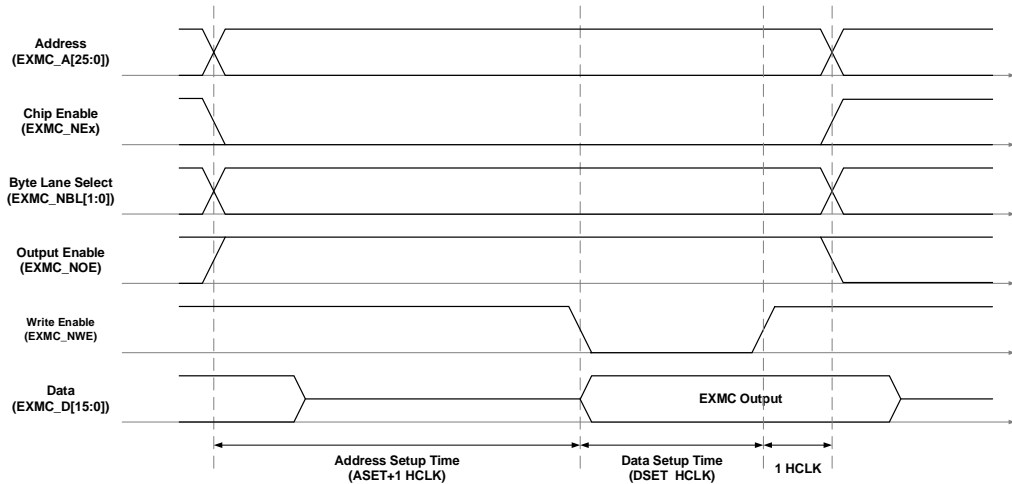 Address
(EXMC_A[25:0])
Chip Enable
(EXMC_NEx)
Byte Lane Select
(EXMC_NBL[1:0])
Output Enable
(EXMC_NOE)
Write Enable
(EXMC_NWE)
Data
(EXMC_D[15:0])
EXMC Output
Address Setup Time
(ASET+1 HCLK)
Data Setup Time
(DSET HCLK)
1 HCLK